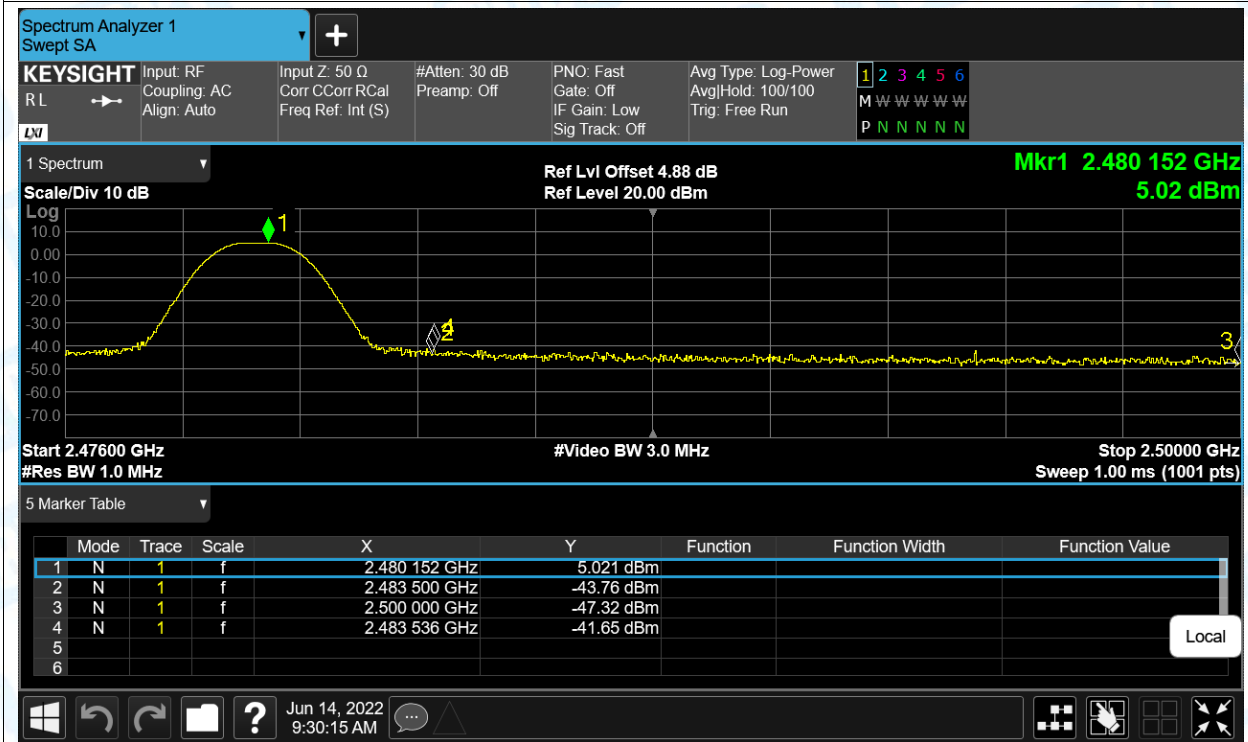 Spectrum Analyzer 1
Swept SA
+
KEYSIGHT
RL
LXI
Input: RF
Coupling: AC
Align: Auto
Input Z: 50 Ω
Corr CCorr RCal
Freq Ref: Int (S)
#Atten: 30 dB
Preamp: Off
PNO: Fast
Gate: Off
IF Gain: Low
Sig Track: Off
Avg Type: Log-Power
Avg|Hold: 100/100
Trig: Free Run
1 2 3 4 5 6
M W W W W W
P N N N N N
1 Spectrum
Scale/Div 10 dB
Ref Lvl Offset 4.88 dB
Ref Level 20.00 dBm
Mkr1 2.480 152 GHz
5.02 dBm
Log
10.0
0.00
-10.0
-20.0
-30.0
-40.0
-50.0
-60.0
-70.0
1
2
3
Start 2.47600 GHz
#Res BW 1.0 MHz
#Video BW 3.0 MHz
Stop 2.50000 GHz
Sweep 1.00 ms (1001 pts)
5 Marker Table
Mode Trace Scale X Y Function Function Width Function Value
1 N 1 f 2.480 152 GHz 5.021 dBm
2 N 1 f 2.483 500 GHz -43.76 dBm
3 N 1 f 2.500 000 GHz -47.32 dBm
4 N 1 f 2.483 536 GHz -41.65 dBm
5
6
Local
?
Jun 14, 2022
9:30:15 AM